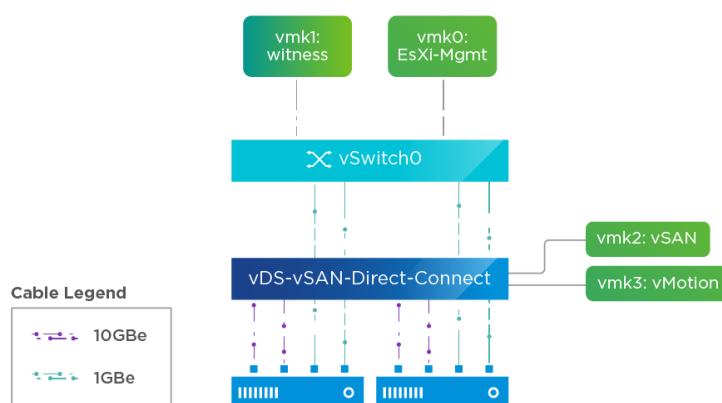 vmk1:
witness
vmk0:
EsXi-Mgmt
vSwitch0
vmk2: vSAN
vDS-vSAN-Direct-Connect
vmk3: vMotion
Cable Legend
10GBe
1GBe